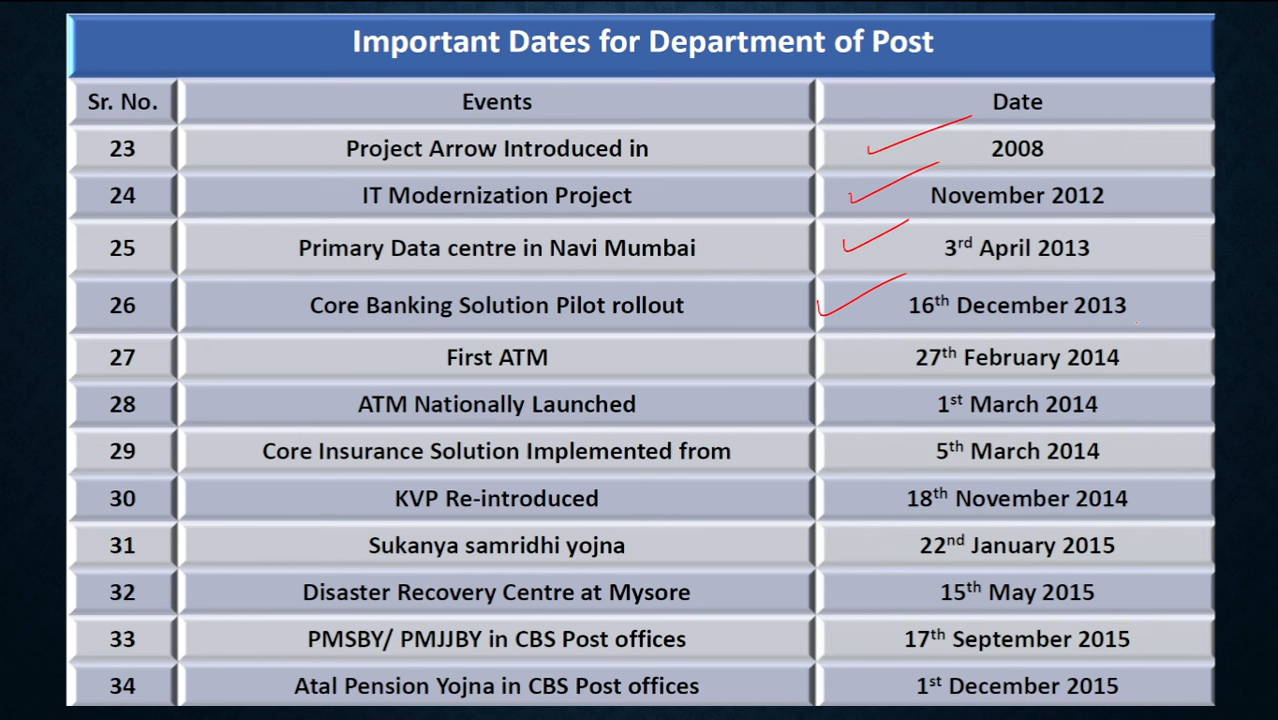 Important Dates for Department of Post
Sr. No. Events Date
23 Project Arrow Introduced in 2008
24 IT Modernization Project November 2012
25 Primary Data centre in Navi Mumbai 3rd April 2013
26 Core Banking Solution Pilot rollout 16th December 2013
27 First ATM 27th February 2014
28 ATM Nationally Launched 1st March 2014
29 Core Insurance Solution Implemented from 5th March 2014
30 KVP Re-introduced 18th November 2014
31 Sukanya samridhi yojna 22nd January 2015
32 Disaster Recovery Centre at Mysore 15th May 2015
33 PMSBY/ PMJJBY in CBS Post offices 17th September 2015
34 Atal Pension Yojna in CBS Post offices 1st December 2015